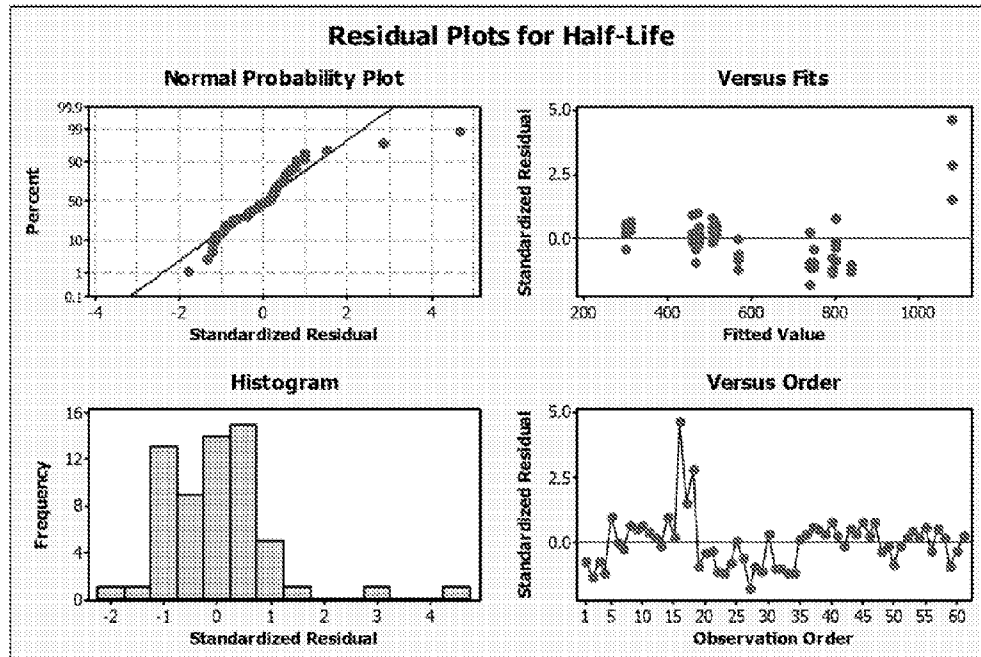 Residual Plots for Half-Life
Normal Probability Plot
99.9
99
90
50
10
1
0.1
Percent
-4 -2 0 2 4
Standardized Residual
Versus Fits
5.0
2.5
0.0
Standardized Residual
200 400 600 800 1000
Fitted Value
Histogram
16
12
8
4
0
Frequency
-2 -1 0 1 2 3 4
Standardized Residual
Versus Order
5.0
2.5
0.0
Standardized Residual
1 5 10 15 20 25 30 35 40 45 50 55 60
Observation Order